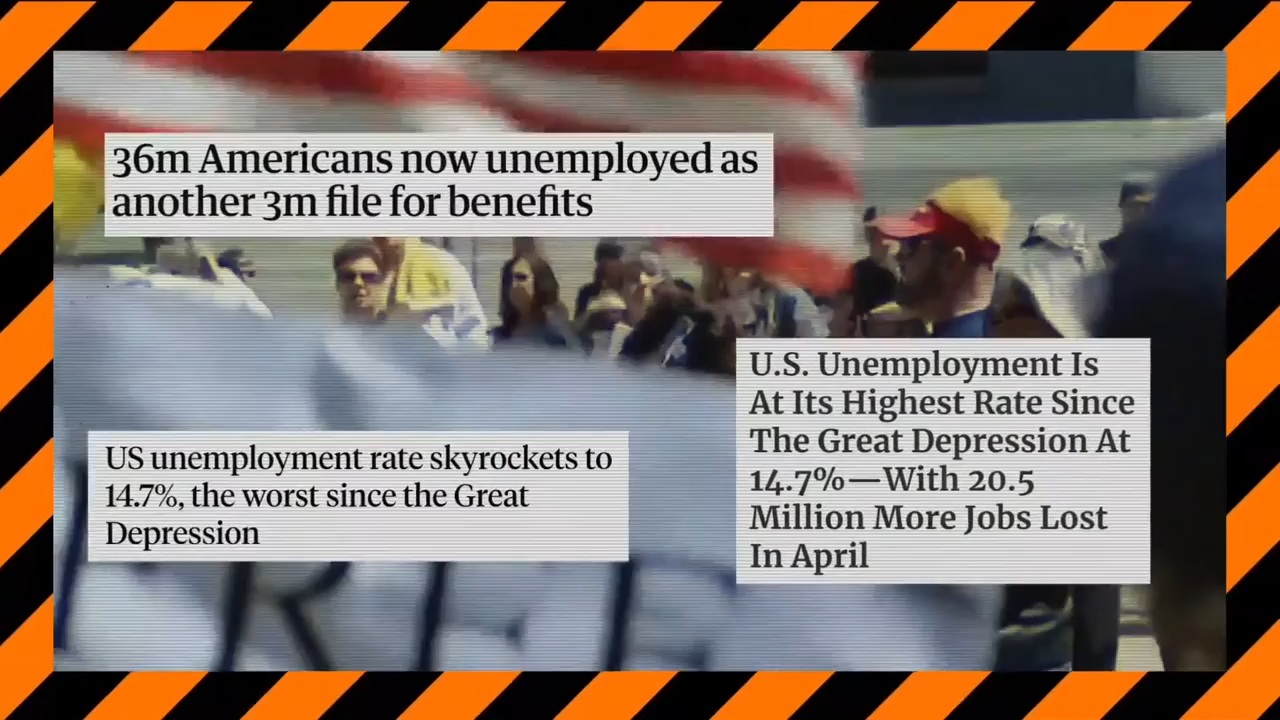 36m Americans now unemployed as
another 3m file for benefits
U.S. Unemployment Is
At Its Highest Rate Since
The Great Depression At
14.7%—With 20.5
Million More Jobs Lost
In April
US unemployment rate skyrockets to
14.7%, the worst since the Great
Depression